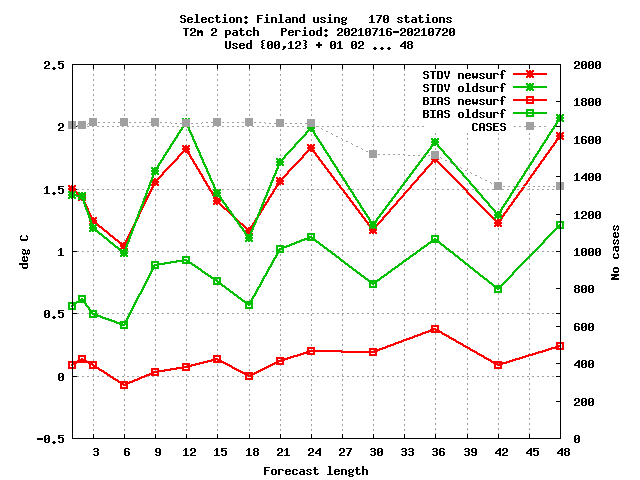 Selection: Finland using   170 stations
T2m 2 patch   Period: 20210716-20210720
Used {00,12} + 01 02 ... 48
STDV newsurf
STDV oldsurf
BIAS newsurf
BIAS oldsurf
CASES
2.5
2
1.5
1
0.5
0
-0.5
deg C
2000
1800
1600
1400
1200
1000
800
600
400
200
0
No cases
3 6 9 12 15 18 21 24 27 30 33 36 39 42 45 48
Forecast length